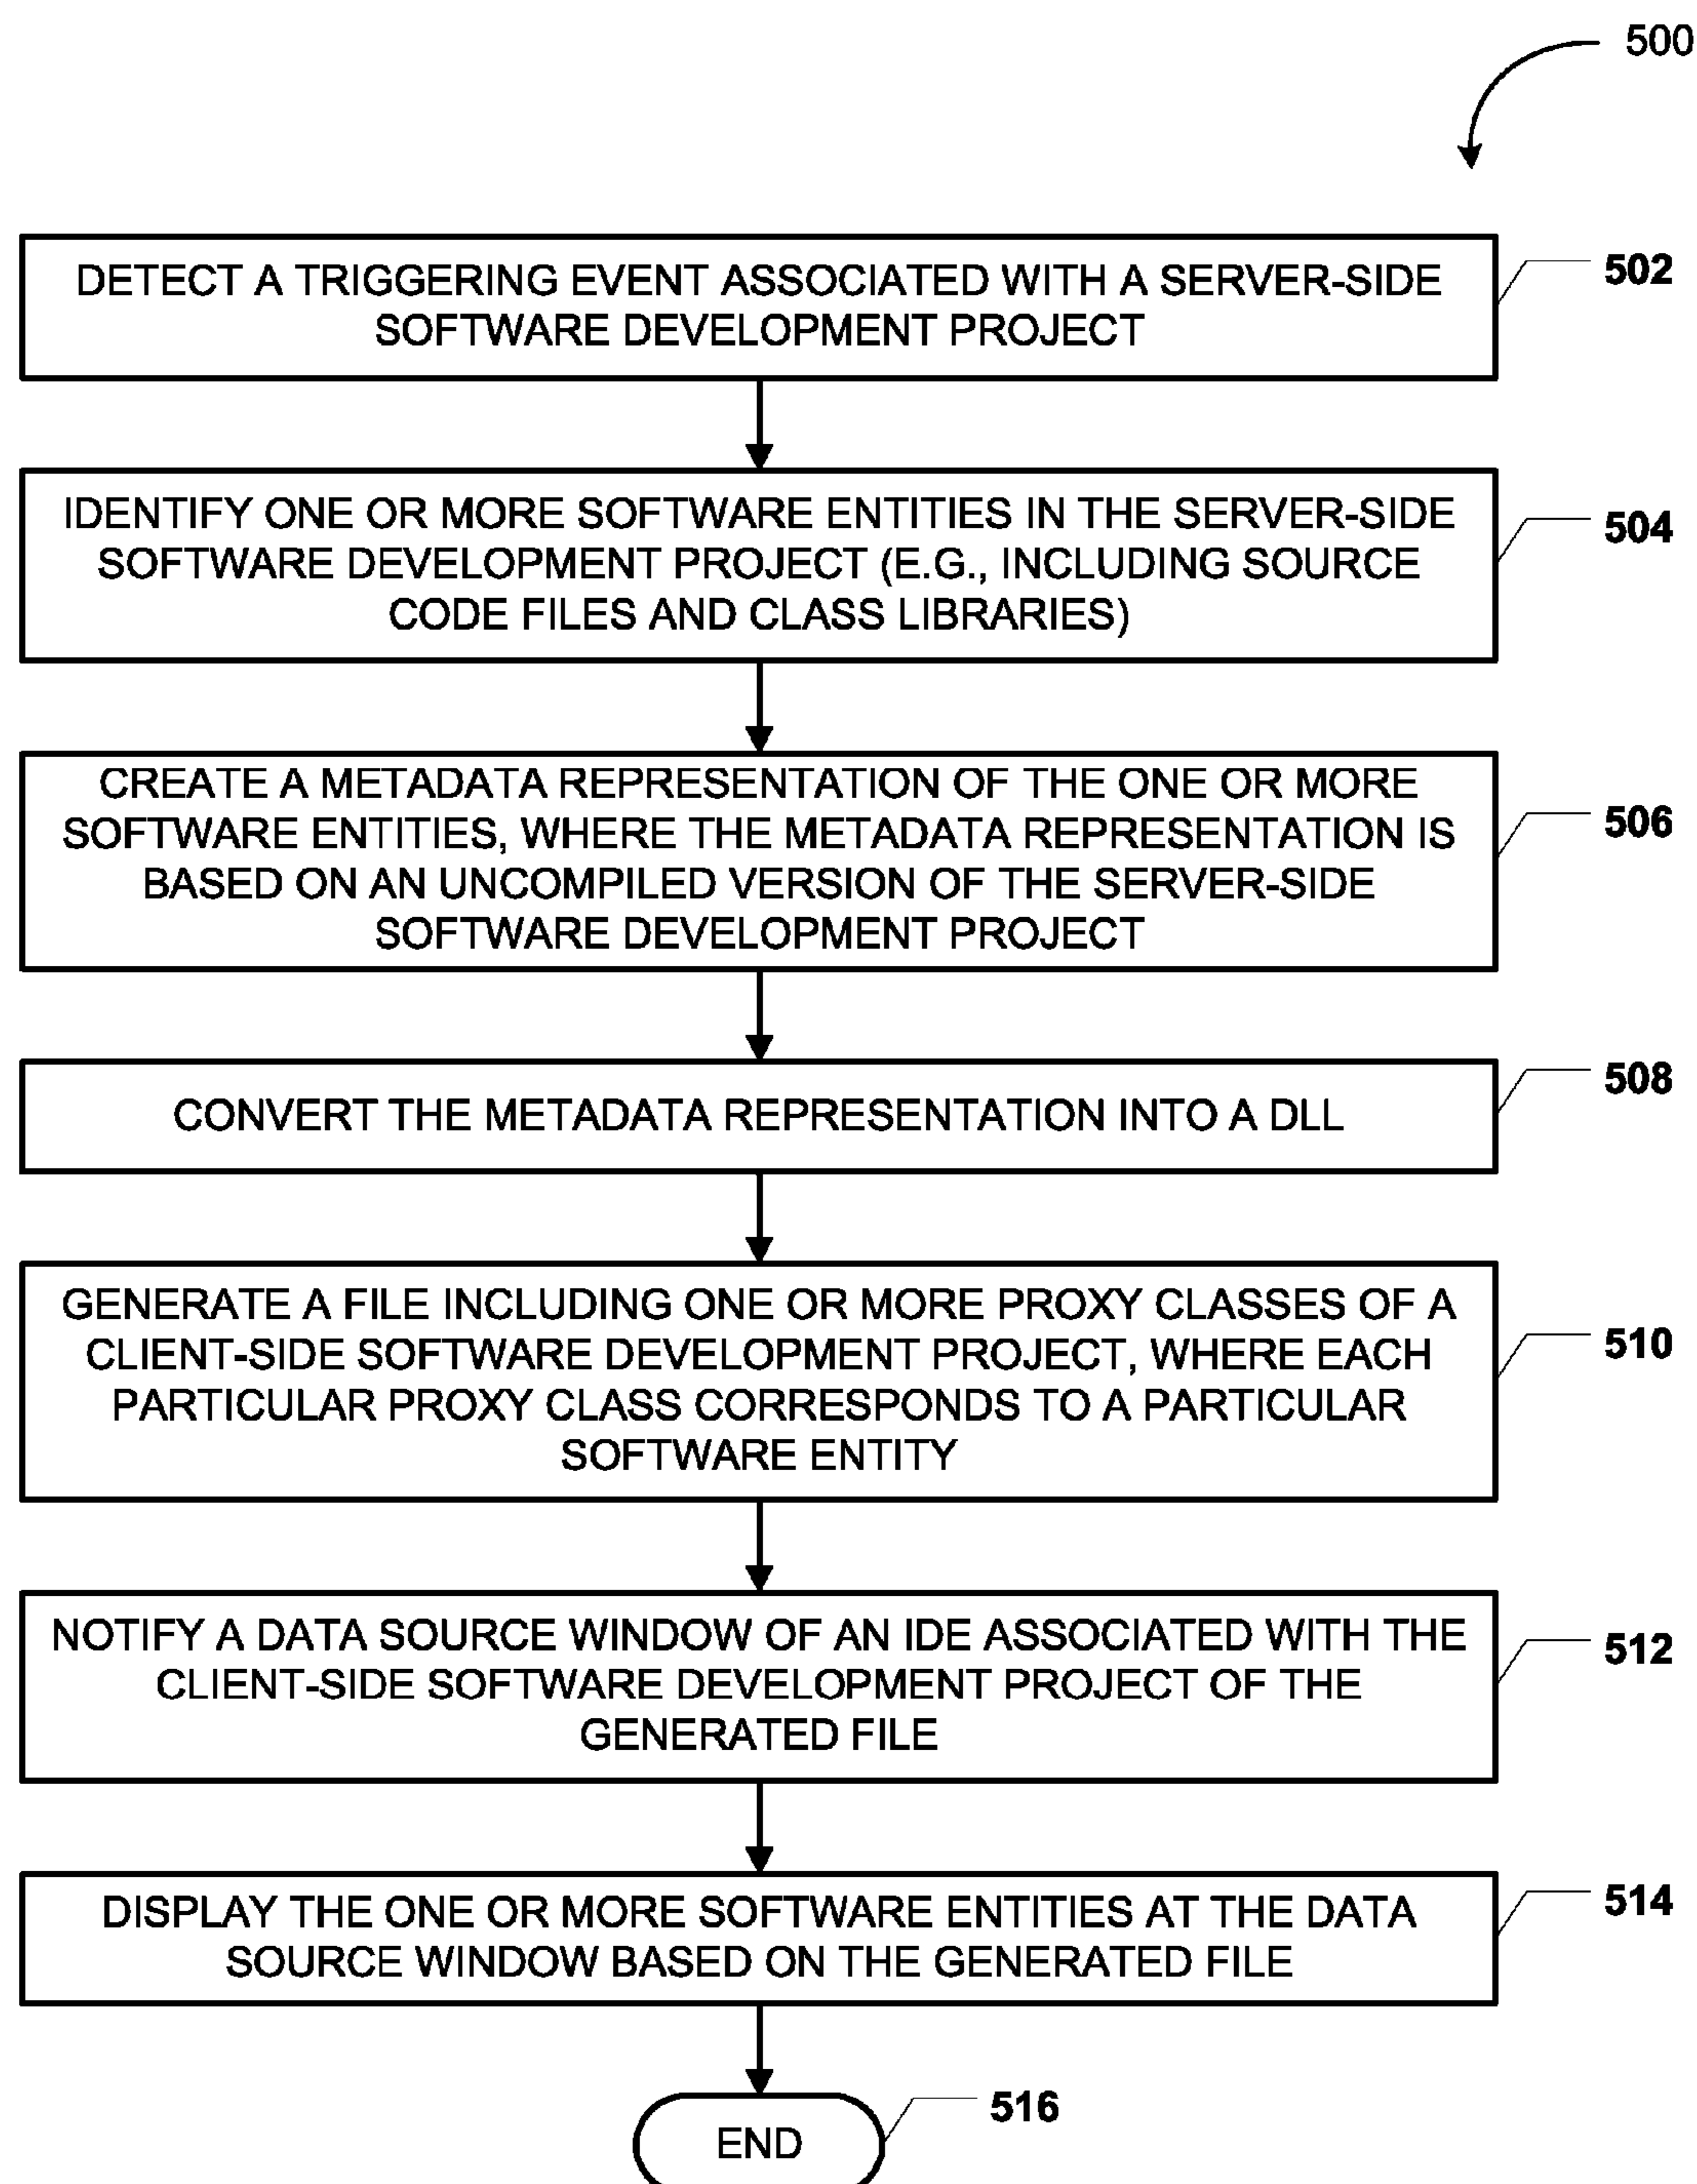 500
DETECT A TRIGGERING EVENT ASSOCIATED WITH A SERVER-SIDE
SOFTWARE DEVELOPMENT PROJECT
502
IDENTIFY ONE OR MORE SOFTWARE ENTITIES IN THE SERVER-SIDE
SOFTWARE DEVELOPMENT PROJECT (E.G., INCLUDING SOURCE
CODE FILES AND CLASS LIBRARIES)
504
CREATE A METADATA REPRESENTATION OF THE ONE OR MORE
SOFTWARE ENTITIES, WHERE THE METADATA REPRESENTATION IS
BASED ON AN UNCOMPILED VERSION OF THE SERVER-SIDE
SOFTWARE DEVELOPMENT PROJECT
506
CONVERT THE METADATA REPRESENTATION INTO A DLL
508
GENERATE A FILE INCLUDING ONE OR MORE PROXY CLASSES OF A
CLIENT-SIDE SOFTWARE DEVELOPMENT PROJECT, WHERE EACH
PARTICULAR PROXY CLASS CORRESPONDS TO A PARTICULAR
SOFTWARE ENTITY
510
NOTIFY A DATA SOURCE WINDOW OF AN IDE ASSOCIATED WITH THE
CLIENT-SIDE SOFTWARE DEVELOPMENT PROJECT OF THE
GENERATED FILE
512
DISPLAY THE ONE OR MORE SOFTWARE ENTITIES AT THE DATA
SOURCE WINDOW BASED ON THE GENERATED FILE
514
END
516